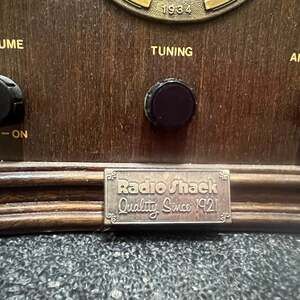 1934
UME
TUNING
A
- ON
Radio Shack
Quality Since 1921